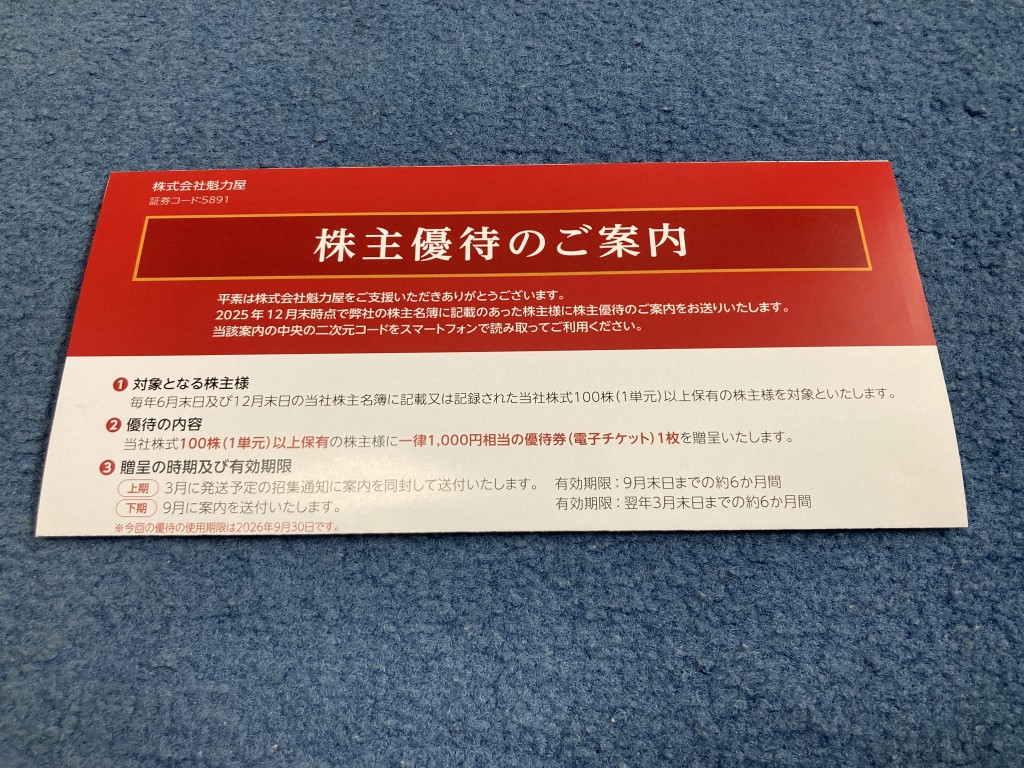 株式会社魁力屋
証券コード:5891
株主優待のご案内
平素は株式会社魁力屋をご支援いただきありがとうございます。
2025年12月末時点で弊社の株主名簿に記載のあった株主様に株主優待のご案内をお送りいたします。
当該案内の中央の二次元コードをスマートフォンで読み取ってご利用ください。
1 対象となる株主様
毎年6月末日及び12月末日の当社株主名簿に記載又は記録された当社株式100株(1単元)以上保有の株主様を対象といたします。
2 優待の内容
当社株式100株(1単元)以上保有の株主様に一律1,000円相当の優待券(電子チケット)1枚を贈呈いたします。
3 贈呈の時期及び有効期限
上期 3月に発送予定の招集通知に案内を同封して送付いたします。 有効期限:9月末日までの約6か月間
下期 9月に案内を送付いたします。 有効期限:翌年3月末日までの約6か月間
※今回の優待の使用期限は2026年9月30日です。